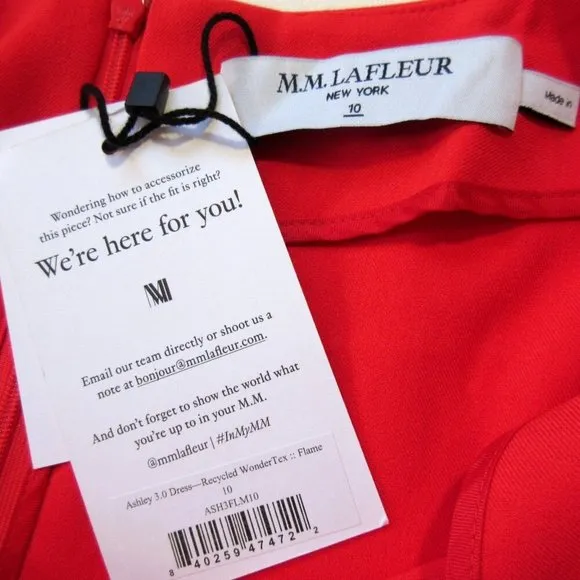 M.M.LAFLEUR
NEW YORK
10
Made in
Wondering how to accessorize
this piece? Not sure if the fit is right?
We're here for you!
MM
Email our team directly or shoot us a
note at bonjour@mmlafleur.com.
And don't forget to show the world what
you're up to in your M.M.
@mmlafleur | #InMyMM
Ashley 3.0 Dress—Recycled WonderTex :: Flame
10
ASH3FLM10
8 40259 47472 2